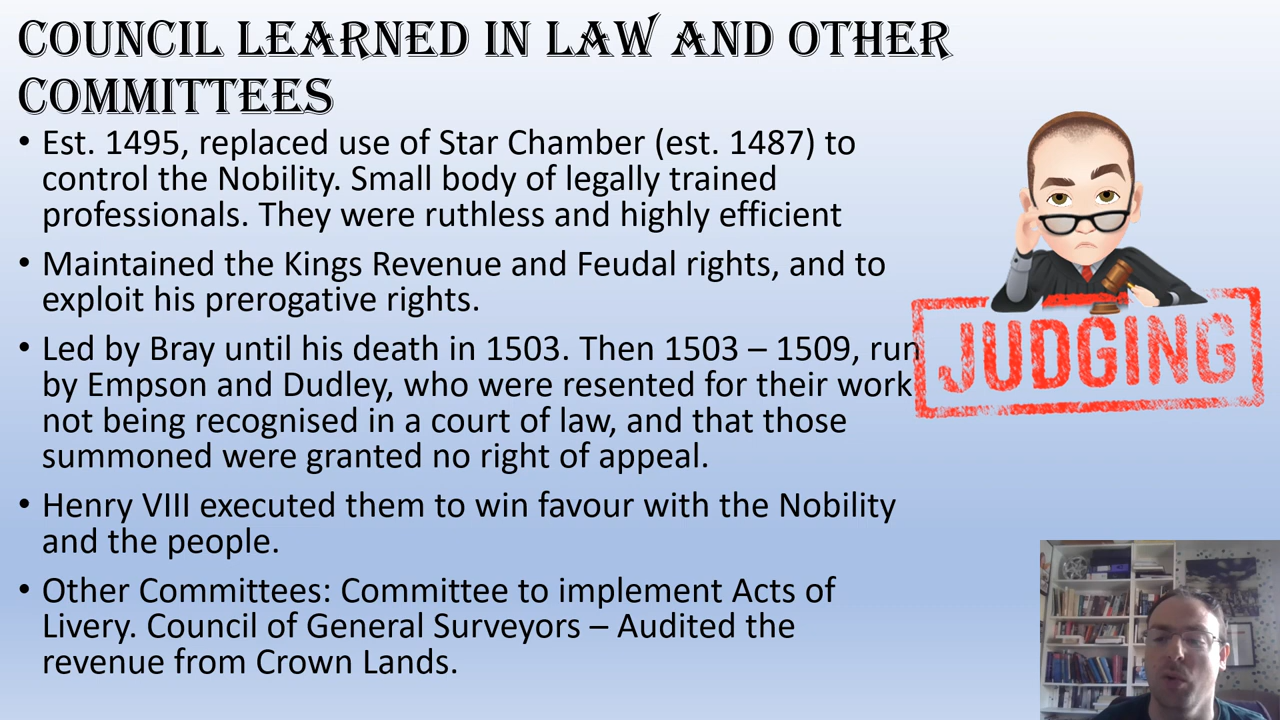 COUNCIL LEARNED IN LAW AND OTHER
COMMITTEES
• Est. 1495, replaced use of Star Chamber (est. 1487) to
control the Nobility. Small body of legally trained
professionals. They were ruthless and highly efficient
• Maintained the Kings Revenue and Feudal rights, and to
exploit his prerogative rights.
• Led by Bray until his death in 1503. Then 1503 – 1509, run
by Empson and Dudley, who were resented for their work
not being recognised in a court of law, and that those
summoned were granted no right of appeal.
• Henry VIII executed them to win favour with the Nobility
and the people.
• Other Committees: Committee to implement Acts of
Livery. Council of General Surveyors – Audited the
revenue from Crown Lands.
JUDGING